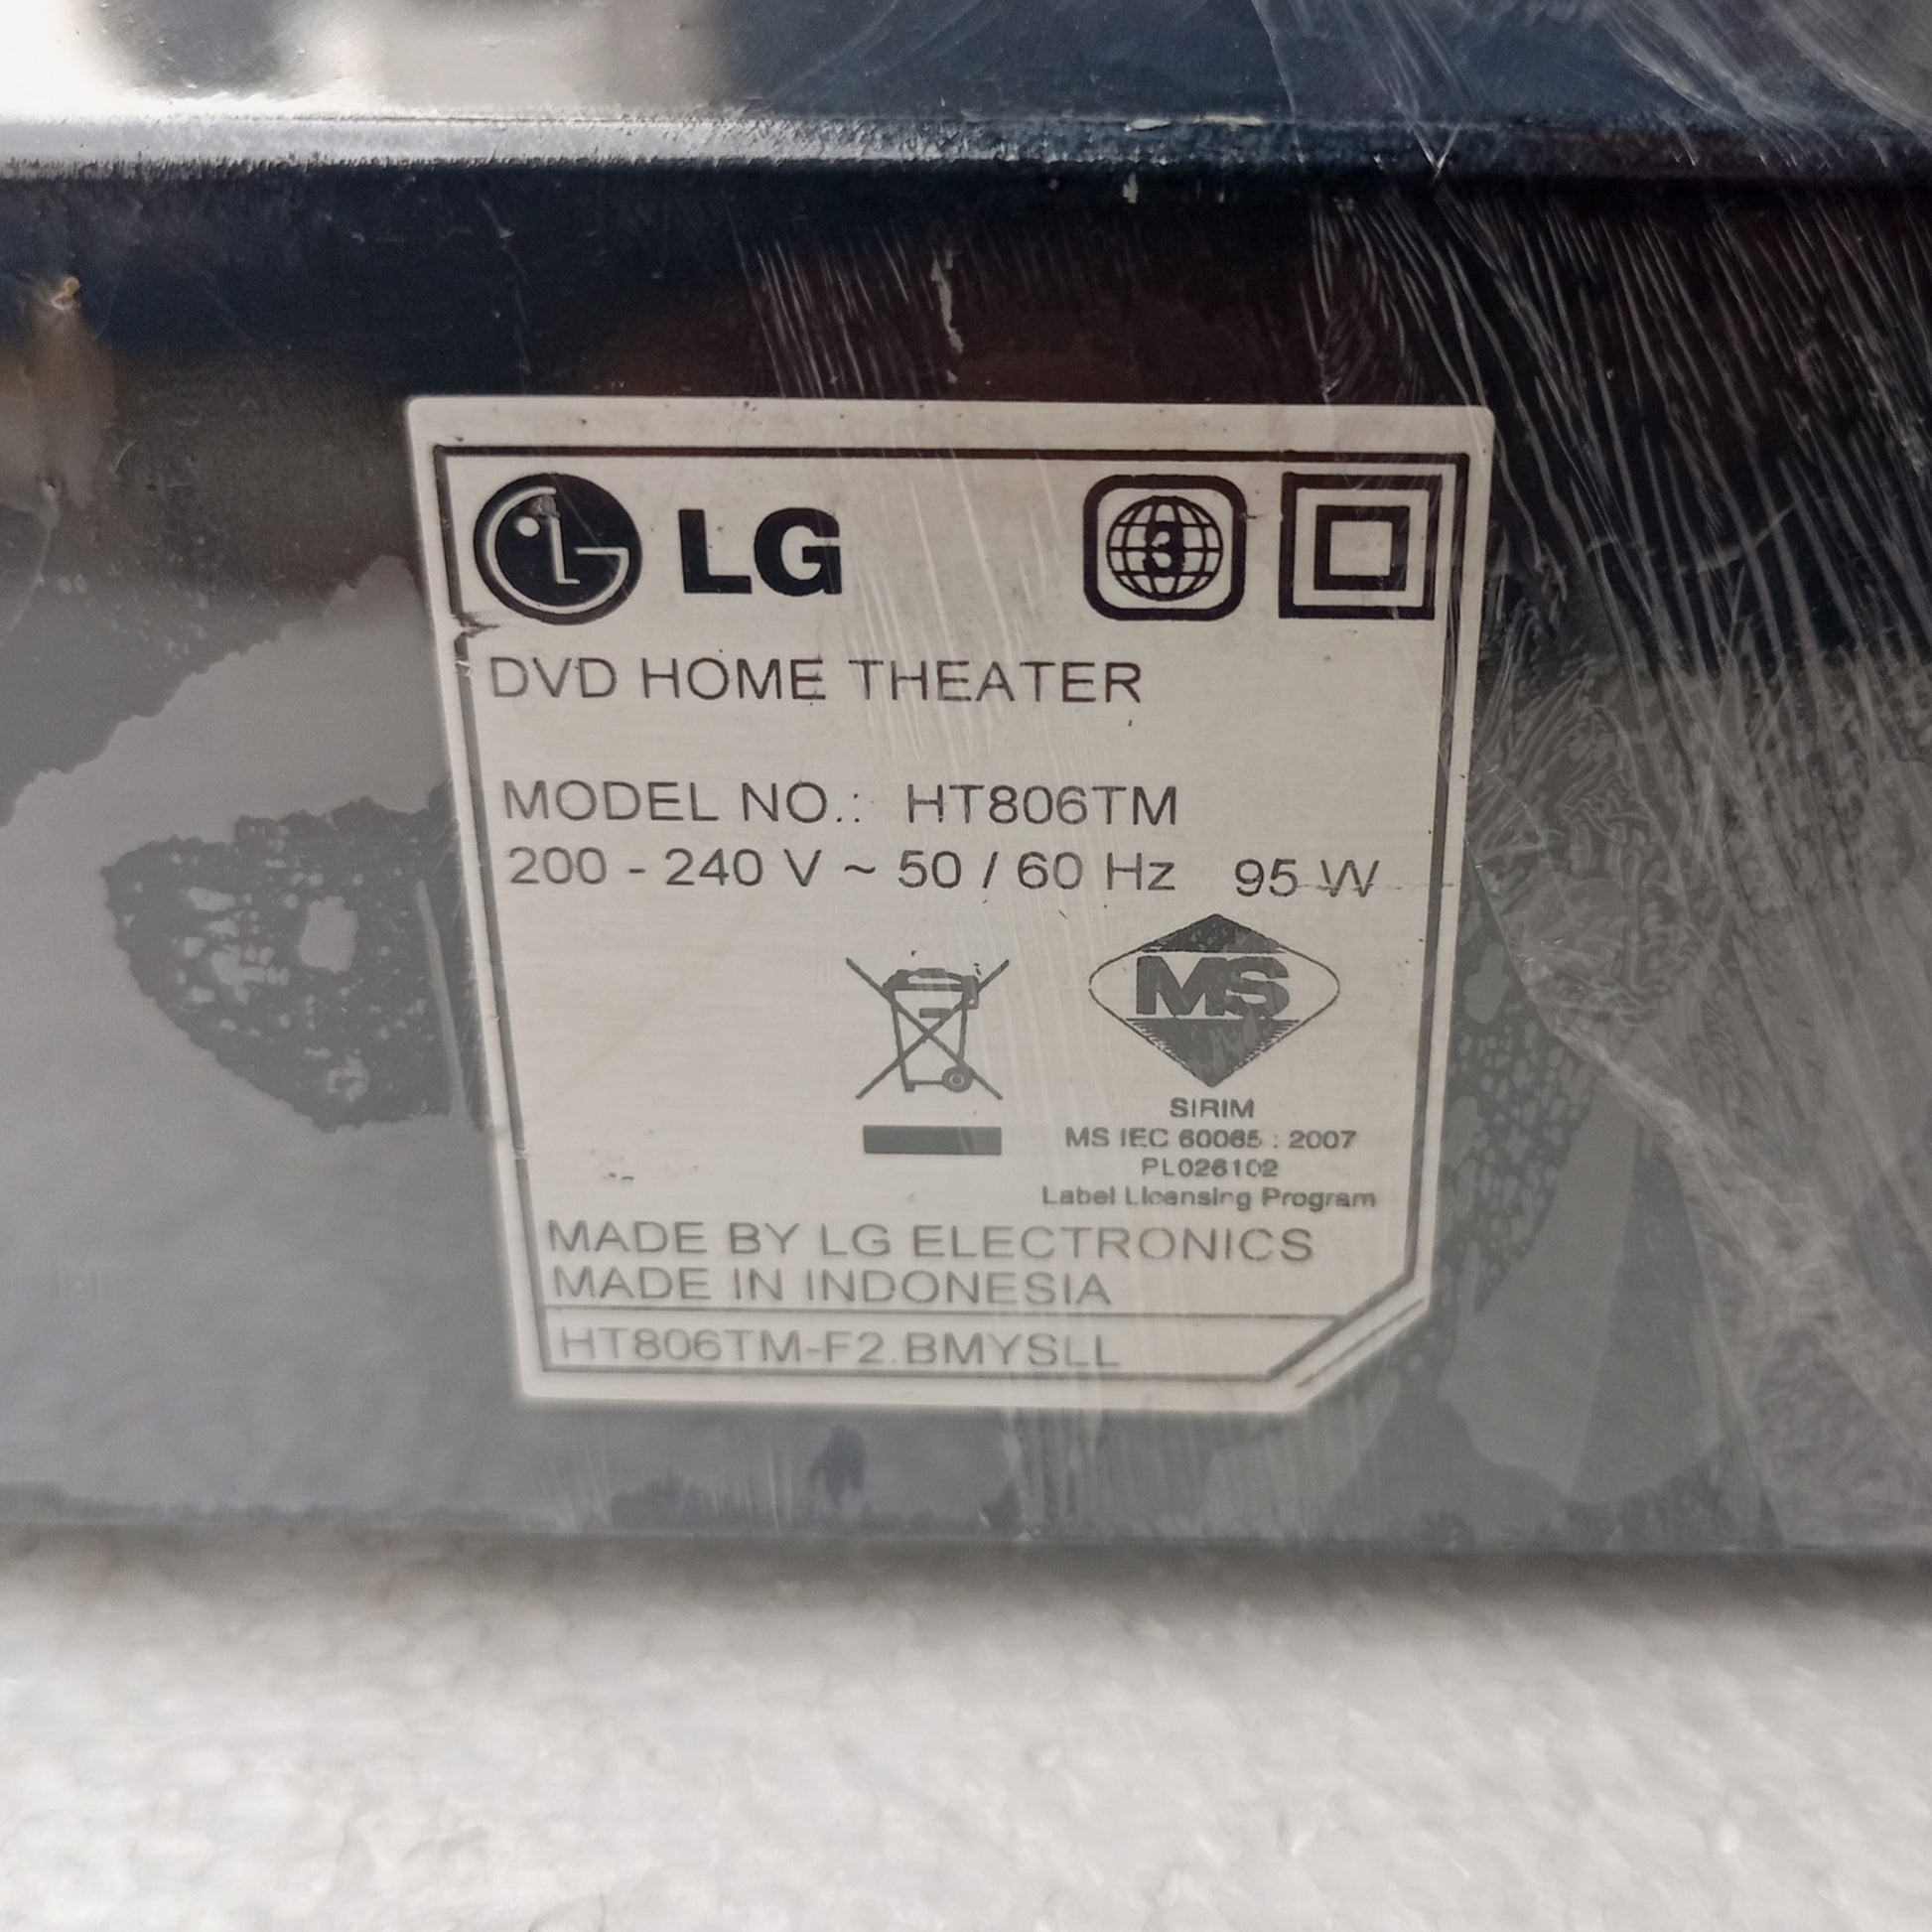 LG
3
DVD HOME THEATER
MODEL NO.: HT806TM
200 - 240 V ~ 50 / 60 Hz 95 W
MS
SIRIM
MS IEC 60065 : 2007
PL026102
Label Licensing Program
MADE BY LG ELECTRONICS
MADE IN INDONESIA
HT806TM-F2.BMYSLL